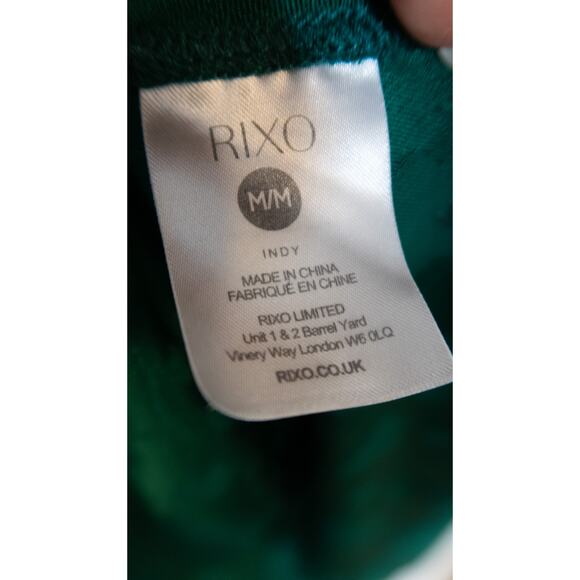 RIXO
M/M
INDY
MADE IN CHINA
FABRIQUÉ EN CHINE
RIXO LIMITED
Unit 1 & 2 Barrel Yard
Vinery Way London W6 0LQ
RIXO.CO.UK